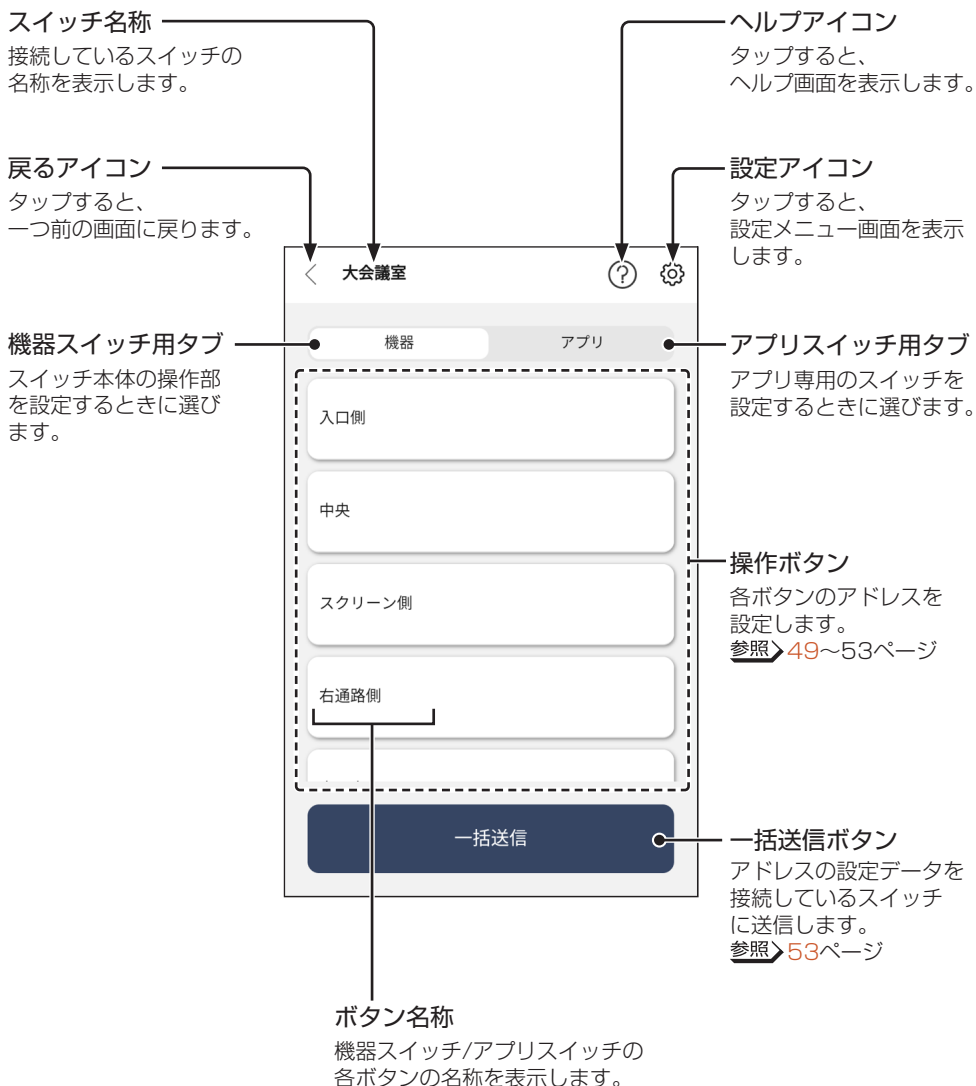 スイッチ名称
接続しているスイッチの
名称を表示します。
ヘルプアイコン
タップすると、
ヘルプ画面を表示します。
戻るアイコン
タップすると、
一つ前の画面に戻ります。
設定アイコン
タップすると、
設定メニュー画面を表示
します。
大会議室
機器スイッチ用タブ
スイッチ本体の操作部
を設定するときに選び
ます。
機器
アプリ
アプリスイッチ用タブ
アプリ専用のスイッチを
設定するときに選びます。
入口側
中央
スクリーン側
右通路側
操作ボタン
各ボタンのアドレスを
設定します。
参照 49～53ページ
一括送信
一括送信ボタン
アドレスの設定データを
接続しているスイッチ
に送信します。
参照 53ページ
ボタン名称
機器スイッチ/アプリスイッチの
各ボタンの名称を表示します。